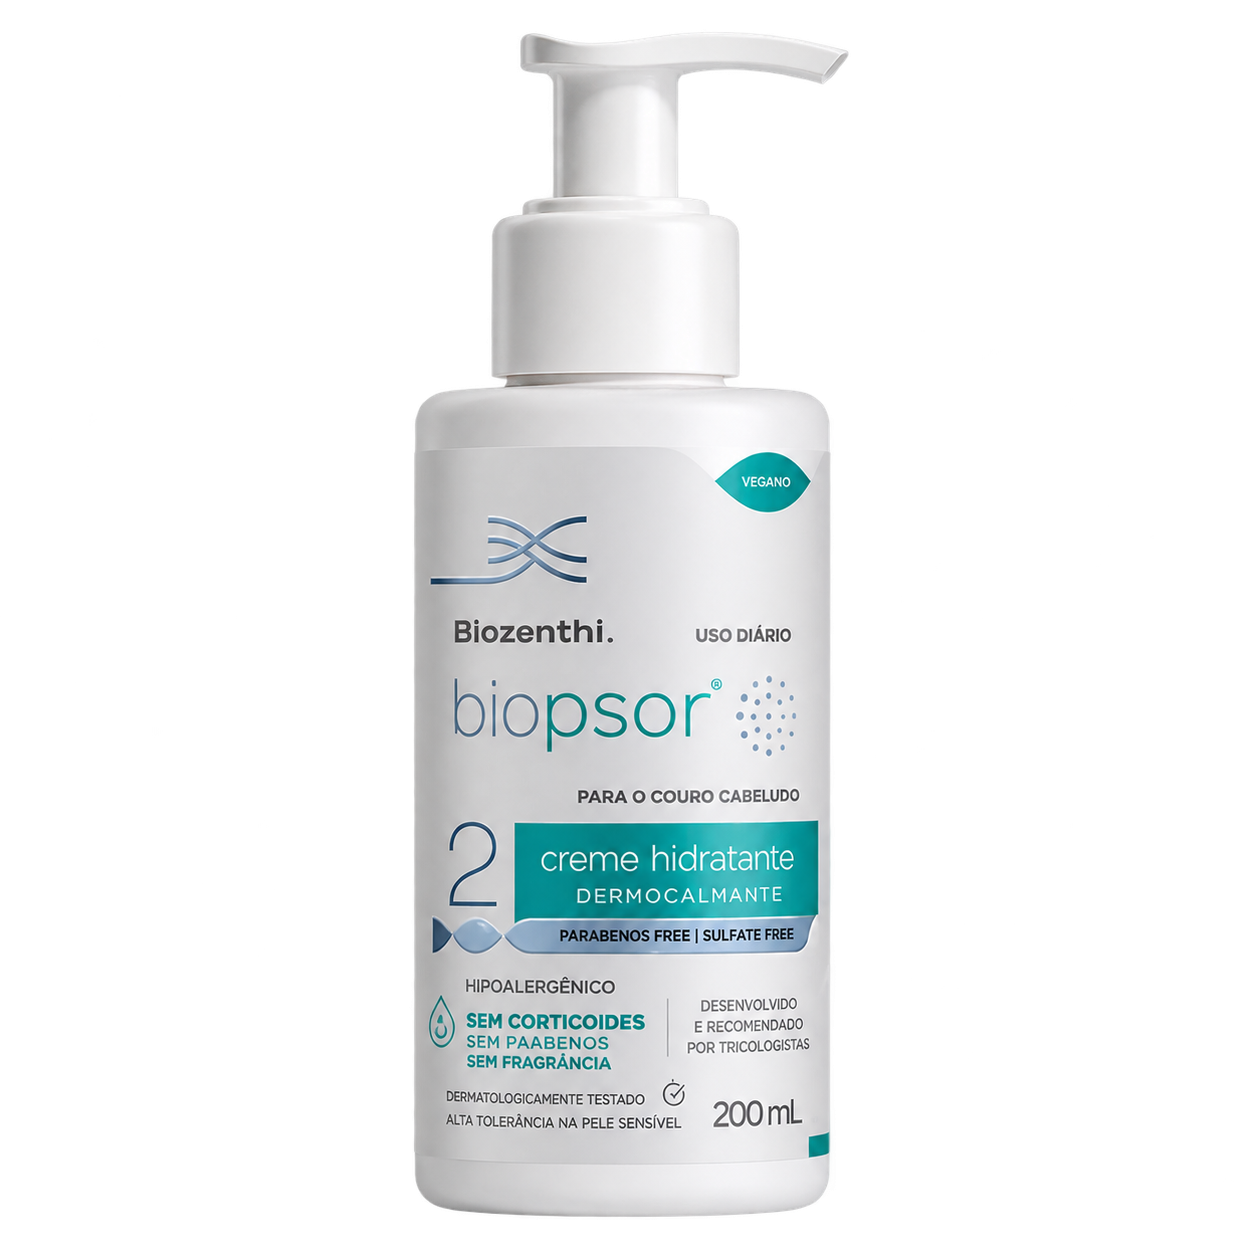 VEGANO
Biozenthi.
USO DIÁRIO
biopsor®
PARA O COURO CABELUDO
2
creme hidratante
DERMOCALMANTE
PARABENOS FREE | SULFATE FREE
HIPOALERGÊNICO
SEM CORTICOIDES
SEM PAABENOS
SEM FRAGRÂNCIA
DESENVOLVIDO
E RECOMENDADO
POR TRICOLOGISTAS
DERMATOLOGICAMENTE TESTADO
ALTA TOLERÂNCIA NA PELE SENSÍVEL
200 mL